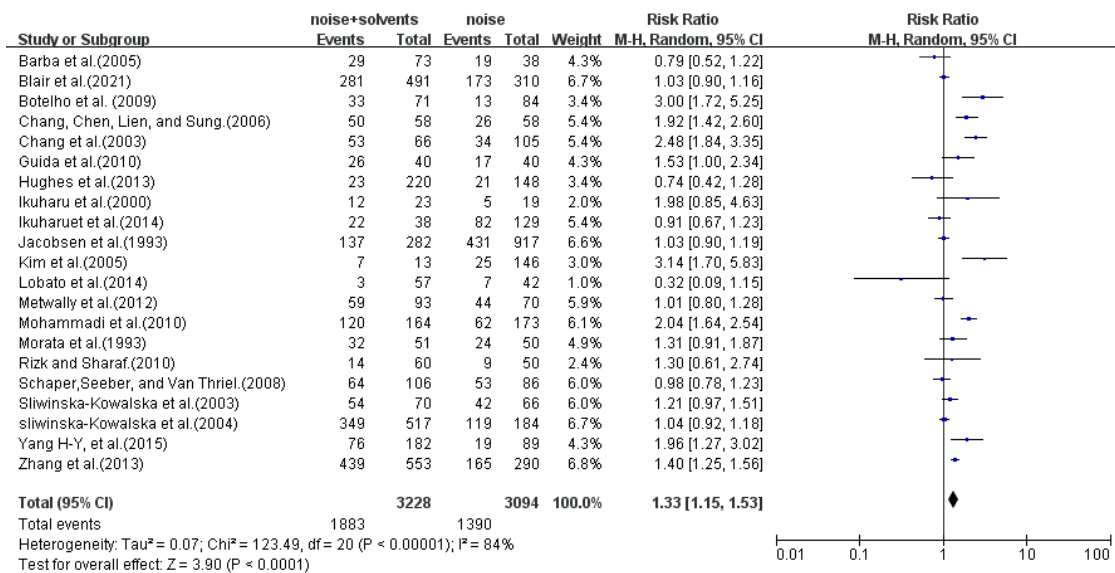 noise+solvents noise Risk Ratio Risk Ratio
Study or Subgroup Events Total Events Total Weight M-H, Random, 95% CI M-H, Random, 95% CI
Barba et al.(2005) 29 73 19 38 4.3% 0.79 [0.52, 1.22]
Blair et al.(2021) 281 491 173 310 6.7% 1.03 [0.90, 1.16]
Botelho et al. (2009) 33 71 13 84 3.4% 3.00 [1.72, 5.25]
Chang, Chen, Lien, and Sung.(2006) 50 58 26 58 5.4% 1.92 [1.42, 2.60]
Chang et al.(2003) 53 66 34 105 5.4% 2.48 [1.84, 3.35]
Guida et al.(2010) 26 40 17 40 4.3% 1.53 [1.00, 2.34]
Hughes et al.(2013) 23 220 21 148 3.4% 0.74 [0.42, 1.28]
Ikuharu et al.(2000) 12 23 5 19 2.0% 1.98 [0.85, 4.63]
Ikuharuet et al.(2014) 22 38 82 129 5.4% 0.91 [0.67, 1.23]
Jacobsen et al.(1993) 137 282 431 917 6.6% 1.03 [0.90, 1.19]
Kim et al.(2005) 7 13 25 146 3.0% 3.14 [1.70, 5.83]
Lobato et al.(2014) 3 57 7 42 1.0% 0.32 [0.09, 1.15]
Metwally et al.(2012) 59 93 44 70 5.9% 1.01 [0.80, 1.28]
Mohammadi et al.(2010) 120 164 62 173 6.1% 2.04 [1.64, 2.54]
Morata et al.(1993) 32 51 24 50 4.9% 1.31 [0.91, 1.87]
Rizk and Sharaf.(2010) 14 60 9 50 2.4% 1.30 [0.61, 2.74]
Schaper,Seeber, and Van Thriel.(2008) 64 106 53 86 6.0% 0.98 [0.78, 1.23]
Sliwinska-Kowalska et al.(2003) 54 70 42 66 6.1% 1.21 [0.97, 1.51]
sliwinska-Kowalska et al.(2004) 349 517 119 184 6.7% 1.04 [0.92, 1.18]
Yang H-Y, et al.(2015) 76 182 19 89 4.3% 1.96 [1.27, 3.02]
Zhang et al.(2013) 439 553 165 290 6.8% 1.40 [1.25, 1.56]
Total (95% CI) 3228 3094 100.0% 1.33 [1.15, 1.53]
Total events 1883 1390
Heterogeneity: Tau² = 0.07; Chi² = 123.49, df = 20 (P < 0.00001); I² = 84%
Test for overall effect: Z = 3.90 (P < 0.0001)
0.01 0.1 1 10 100